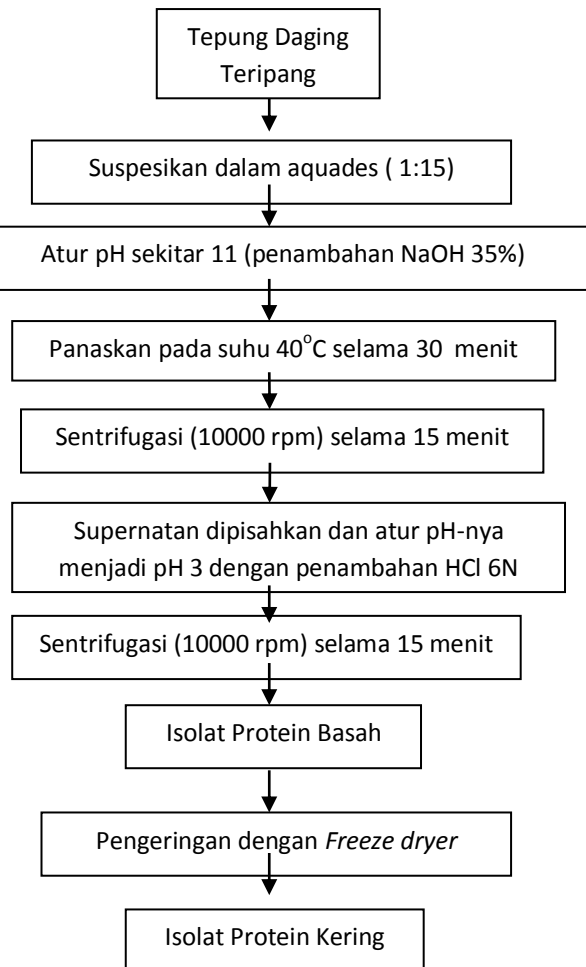 Tepung Daging
Teripang
Suspesikan dalam aquades ( 1:15)
Atur pH sekitar 11 (penambahan NaOH 35%)
Panaskan pada suhu 40°C selama 30 menit
Sentrifugasi (10000 rpm) selama 15 menit
Supernatan dipisahkan dan atur pH-nya
menjadi pH 3 dengan penambahan HCl 6N
Sentrifugasi (10000 rpm) selama 15 menit
Isolat Protein Basah
Pengeringan dengan Freeze dryer
Isolat Protein Kering